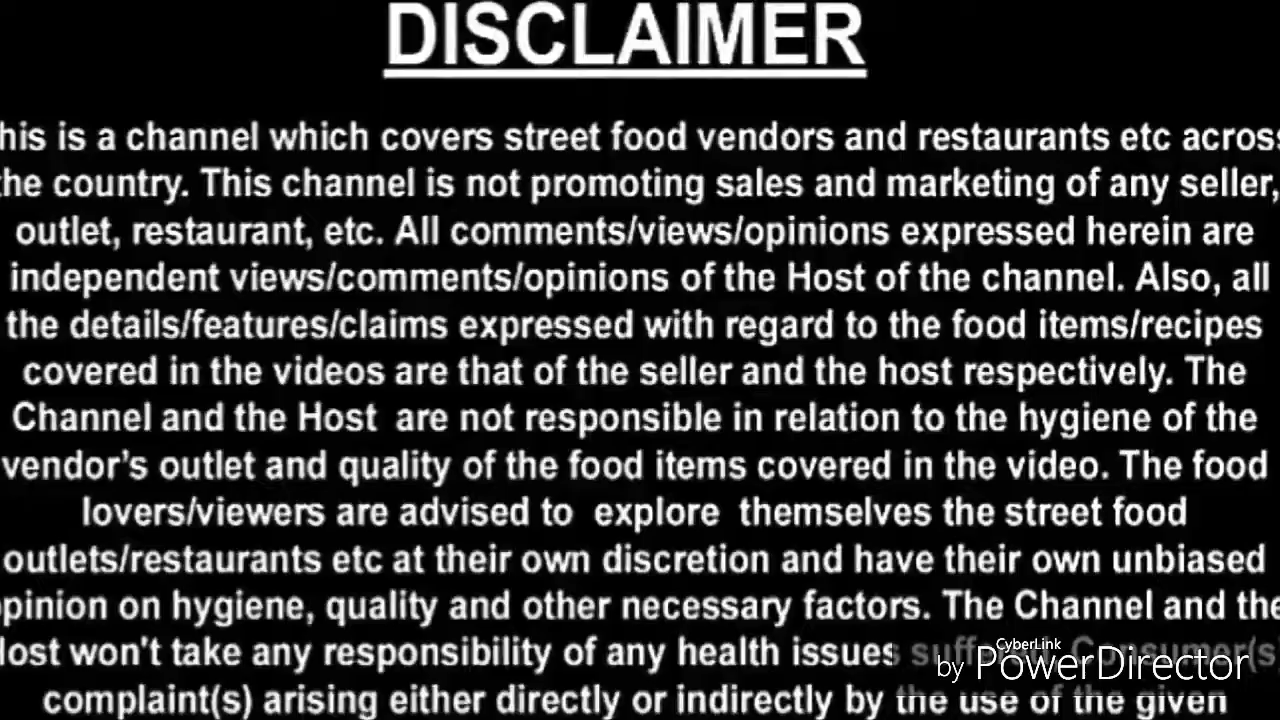 DISCLAIMER
his is a channel which covers street food vendors and restaurants etc across
the country. This channel is not promoting sales and marketing of any seller,
outlet, restaurant, etc. All comments/views/opinions expressed herein are
independent views/comments/opinions of the Host of the channel. Also, all
the details/features/claims expressed with regard to the food items/recipes
covered in the videos are that of the seller and the host respectively. The
Channel and the Host are not responsible in relation to the hygiene of the
vendor’s outlet and quality of the food items covered in the video. The food
lovers/viewers are advised to explore themselves the street food
outlets/restaurants etc at their own discretion and have their own unbiased
pinion on hygiene, quality and other necessary factors. The Channel and the
Host won't take any responsibility of any health issues Consumer(s
complaint(s) arising either directly or indirectly by the use of the given
CyberLink
by PowerDirector